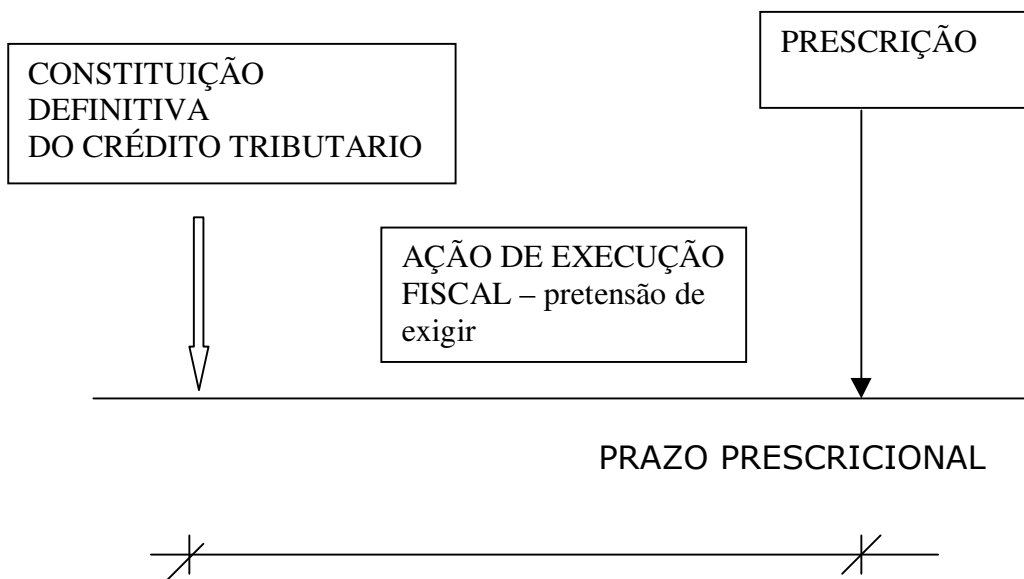 CONSTITUIÇÃO
DEFINITIVA
DO CRÉDITO TRIBUTARIO
PRESCRIÇÃO
AÇÃO DE EXECUÇÃO
FISCAL – pretensão de
exigir
PRAZO PRESCRICIONAL